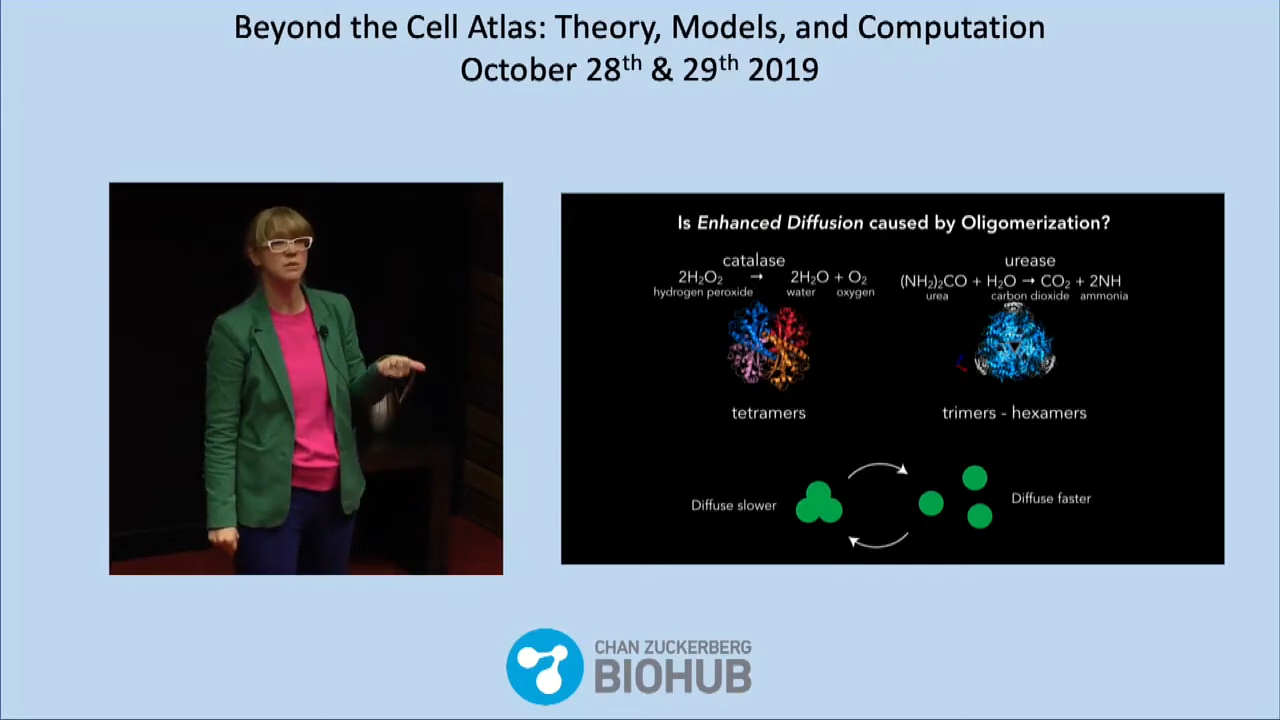 Beyond the Cell Atlas: Theory, Models, and Computation
October 28th & 29th 2019
Is Enhanced Diffusion caused by Oligomerization?
catalase
2H₂O₂ → 2H₂O + O₂
hydrogen peroxide water oxygen
tetramers
urease
(NH₂)₂CO + H₂O → CO₂ + 2NH
urea carbon dioxide ammonia
trimers - hexamers
Diffuse slower
Diffuse faster
CHAN ZUCKERBERG
BIOHUB